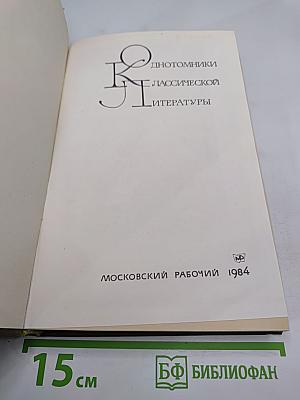 Однотомники
Классической
Литературы
МОСКОВСКИЙ РАБОЧИЙ 1984
15 см
БФ БИБЛИОФАН